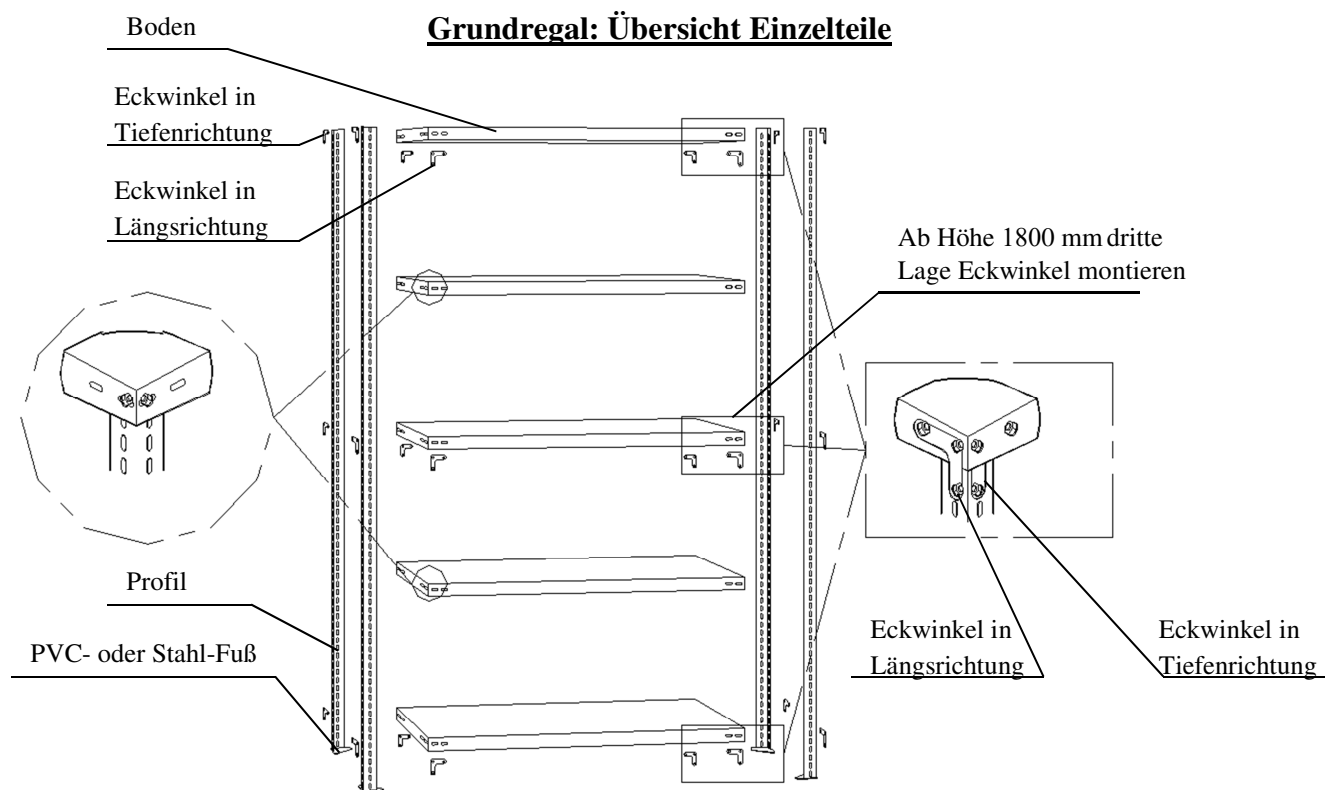 Grundregal: Übersicht Einzelteile
Boden
Eckwinkel in
Tiefenrichtung
Eckwinkel in
Längsrichtung
Ab Höhe 1800 mm dritte
Lage Eckwinkel montieren
Profil
PVC- oder Stahl-Fuß
Eckwinkel in
Längsrichtung
Eckwinkel in
Tiefenrichtung